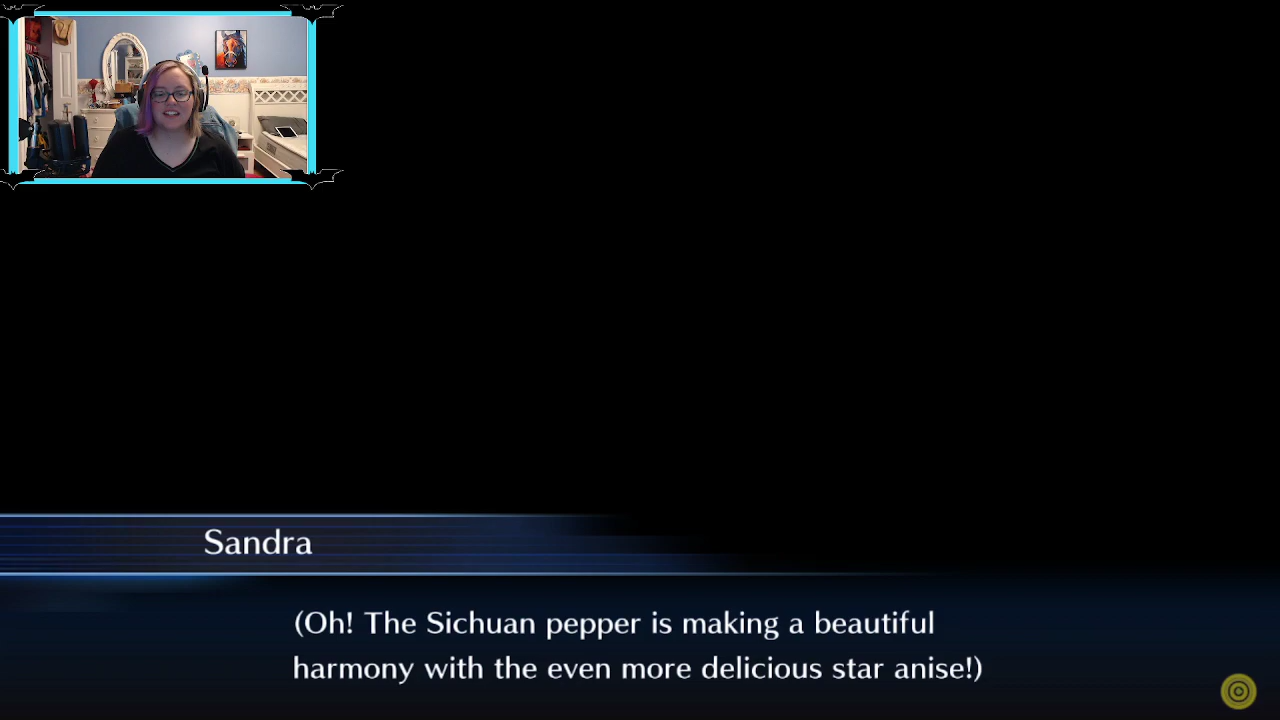 Sandra
(Oh! The Sichuan pepper is making a beautiful
harmony with the even more delicious star anise!)